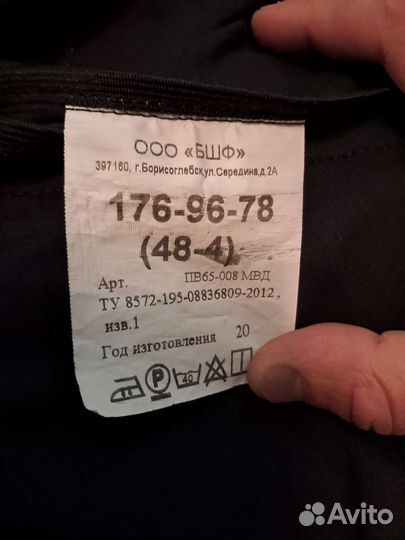 ООО «БШФ»
397160, г.Борисоглебск,ул.Середина,д.2А
176-96-78
(48-4)
Арт. ПВ65-008 МВД
ТУ 8572-195-08836809-2012 ,
изв.1
Год изготовления 20
P 40
Avito